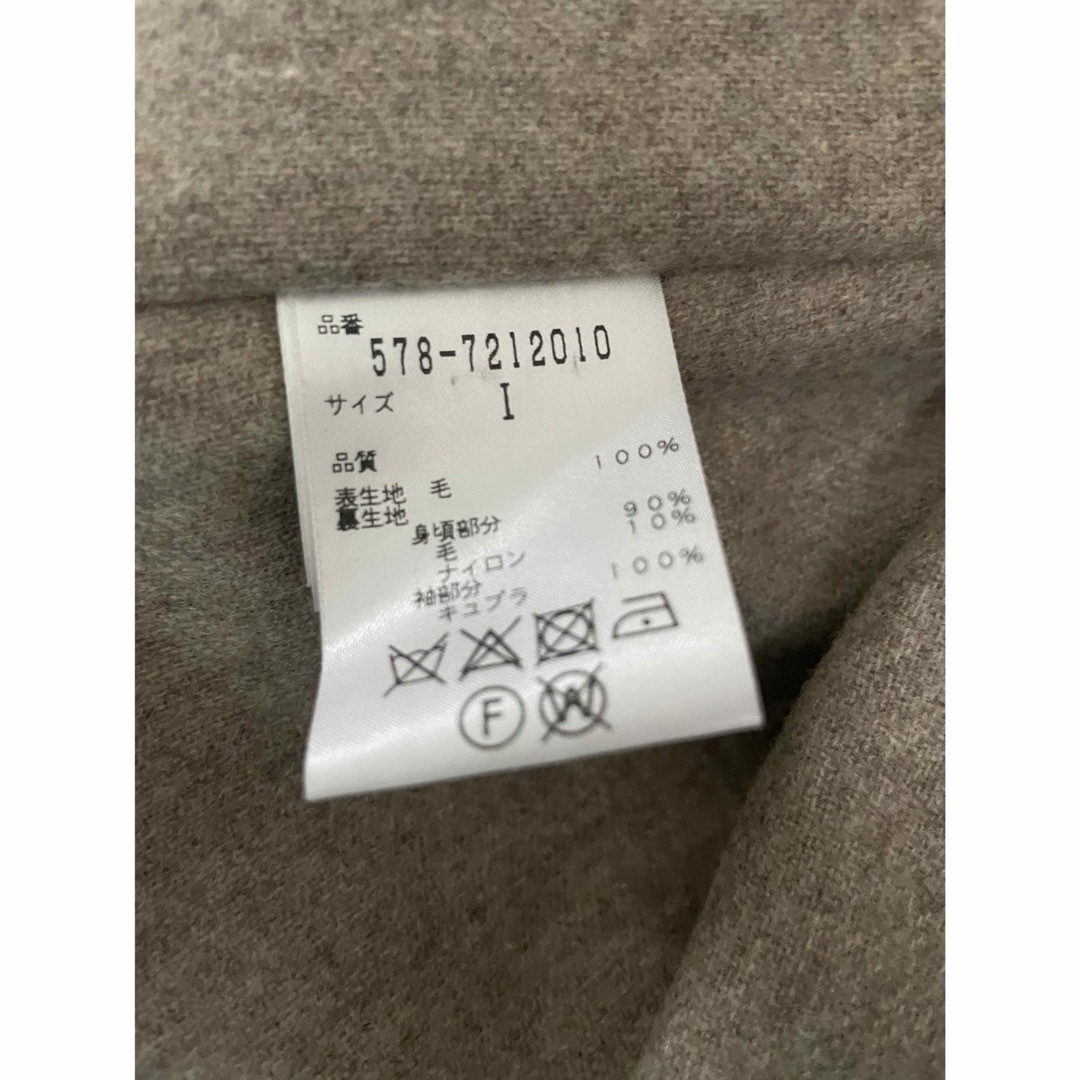 品番
578-7212010
サイズ I
品質
表生地 毛 100%
裏生地
身頃部分
毛 90%
ナイロン 10%
袖部分
キュプラ 100%
F
W